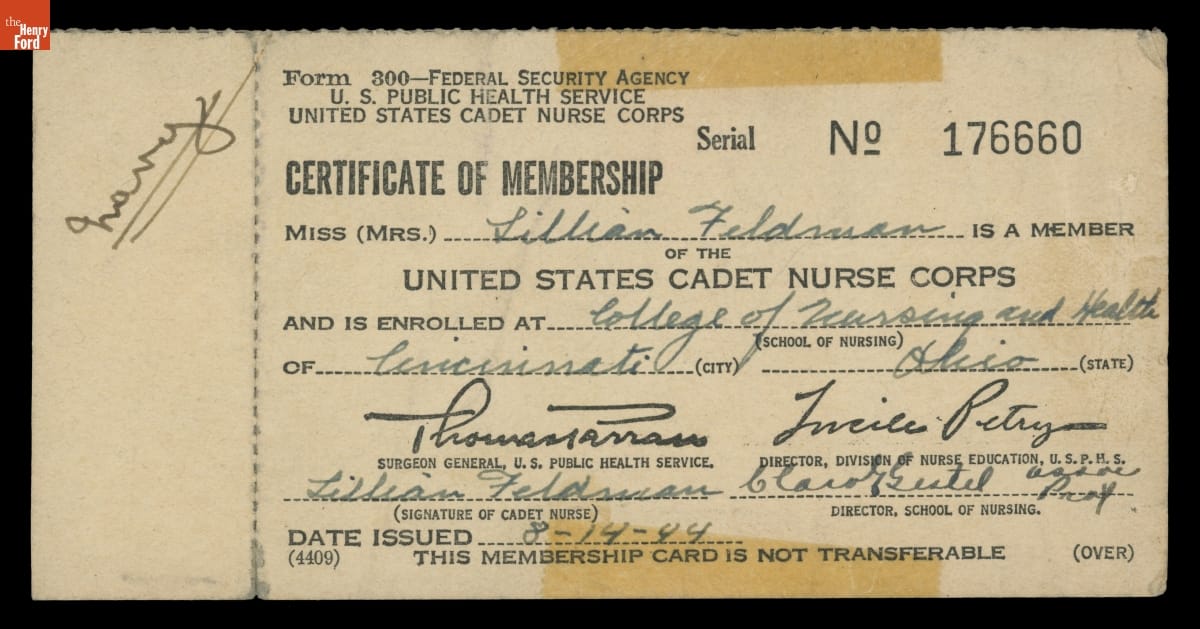 the
Henry
Ford
Form 300—FEDERAL SECURITY AGENCY
U. S. PUBLIC HEALTH SERVICE
UNITED STATES CADET NURSE CORPS
Serial Nº 176660
CERTIFICATE OF MEMBERSHIP
MISS (MRS.) Lillian Feldman IS A MEMBER
OF THE
UNITED STATES CADET NURSE CORPS
AND IS ENROLLED AT College of Nursing and Health
(SCHOOL OF NURSING)
OF Cincinnati (CITY) Ohio (STATE)
Thomas Parran Lucile Petry
SURGEON GENERAL, U. S. PUBLIC HEALTH SERVICE. DIRECTOR, DIVISION OF NURSE EDUCATION, U. S. P. H. S.
Lillian Feldman Prof
(SIGNATURE OF CADET NURSE) DIRECTOR, SCHOOL OF NURSING.
DATE ISSUED 8-14-44
(4409) THIS MEMBERSHIP CARD IS NOT TRANSFERABLE (OVER)